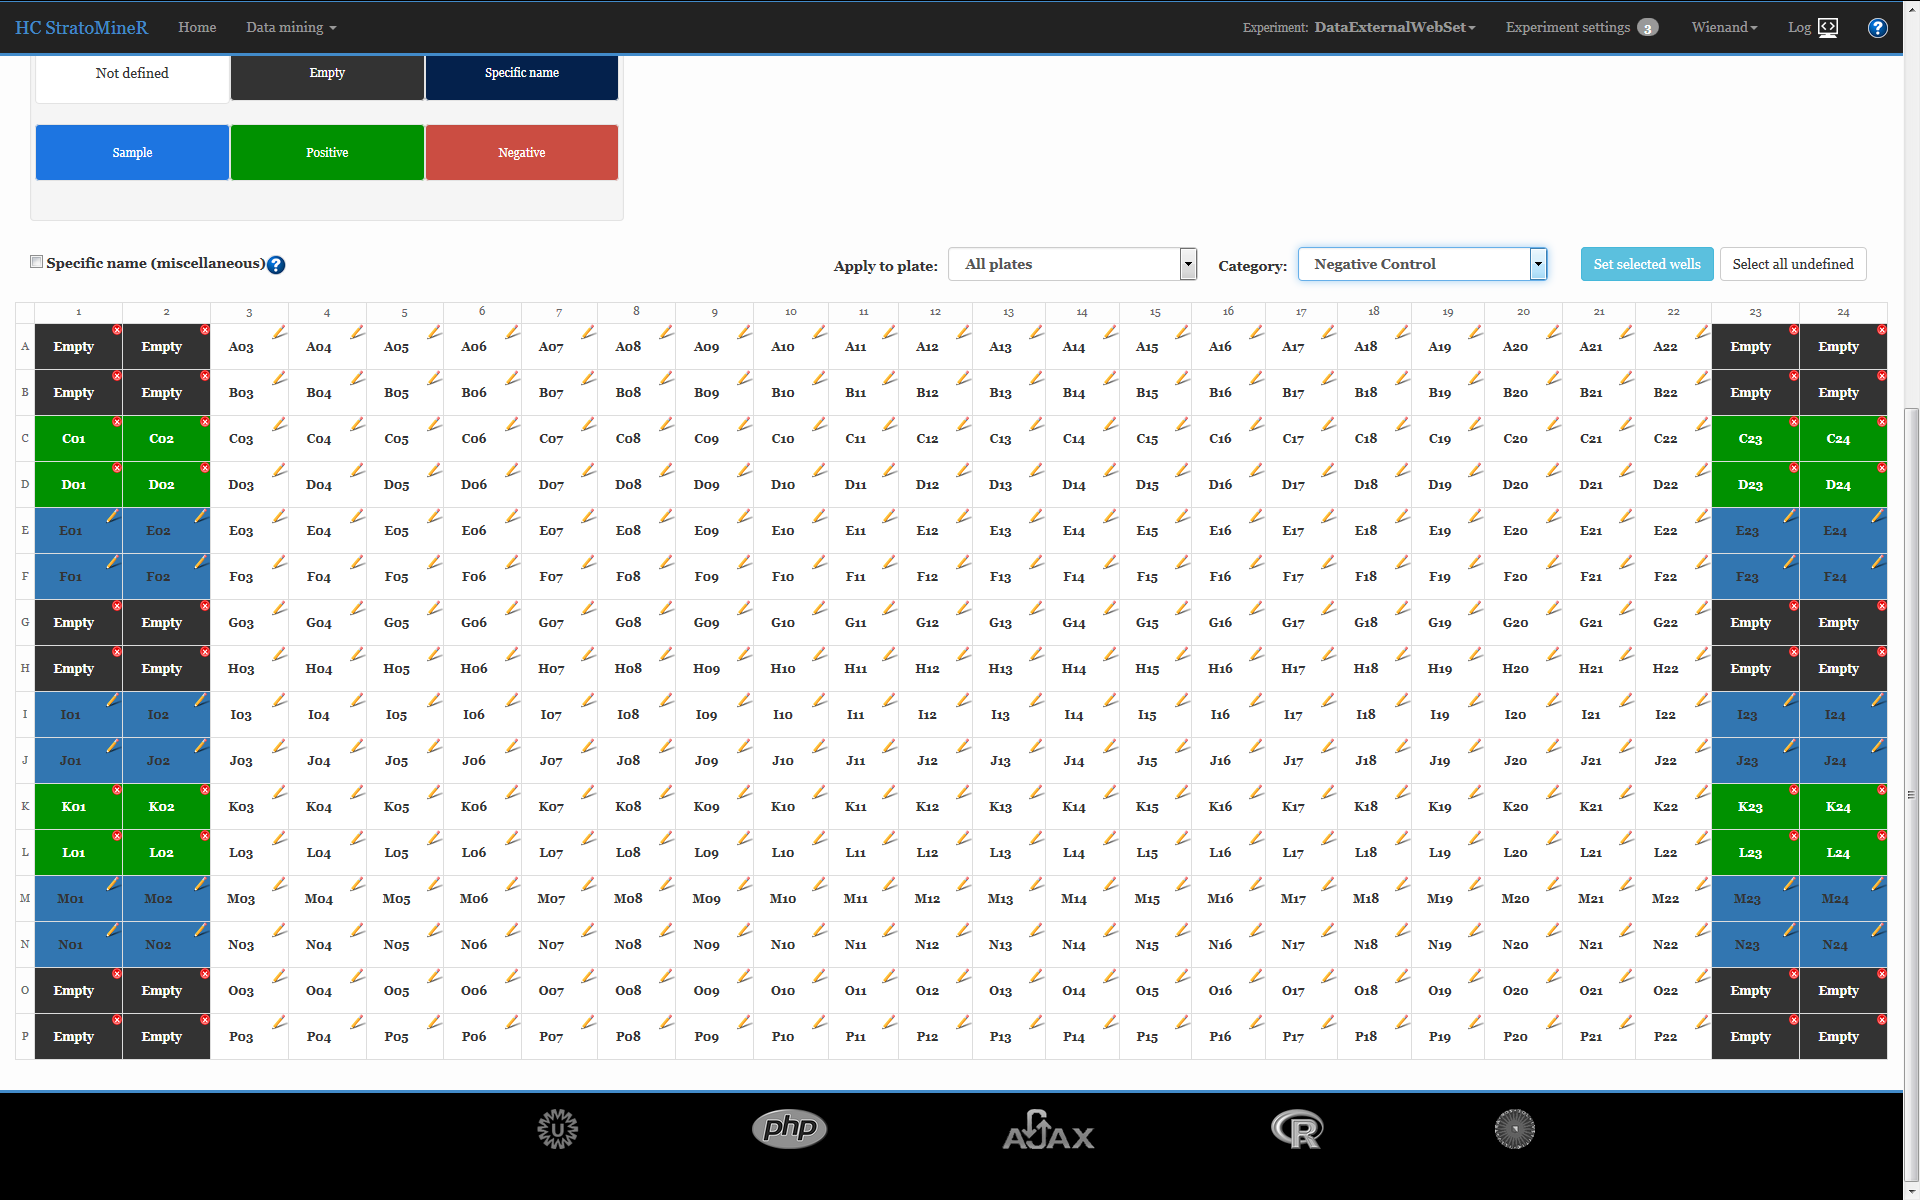 HC StratoMineR Home Data mining Experiment: DataExternalWebSet Experiment settings 3 Wienand Log ?
Not defined Empty Specific name
Sample Positive Negative
Specific name (miscellaneous) ? Apply to plate: All plates Category: Negative Control Set selected wells Select all undefined
1 2 3 4 5 6 7 8 9 10 11 12 13 14 15 16 17 18 19 20 21 22 23 24
A Empty Empty A03 A04 A05 A06 A07 A08 A09 A10 A11 A12 A13 A14 A15 A16 A17 A18 A19 A20 A21 A22 Empty Empty
B Empty Empty B03 B04 B05 B06 B07 B08 B09 B10 B11 B12 B13 B14 B15 B16 B17 B18 B19 B20 B21 B22 Empty Empty
C C01 C02 C03 C04 C05 C06 C07 C08 C09 C10 C11 C12 C13 C14 C15 C16 C17 C18 C19 C20 C21 C22 C23 C24
D D01 D02 D03 D04 D05 D06 D07 D08 D09 D10 D11 D12 D13 D14 D15 D16 D17 D18 D19 D20 D21 D22 D23 D24
E E01 E02 E03 E04 E05 E06 E07 E08 E09 E10 E11 E12 E13 E14 E15 E16 E17 E18 E19 E20 E21 E22 E23 E24
F F01 F02 F03 F04 F05 F06 F07 F08 F09 F10 F11 F12 F13 F14 F15 F16 F17 F18 F19 F20 F21 F22 F23 F24
G Empty Empty G03 G04 G05 G06 G07 G08 G09 G10 G11 G12 G13 G14 G15 G16 G17 G18 G19 G20 G21 G22 Empty Empty
H Empty Empty H03 H04 H05 H06 H07 H08 H09 H10 H11 H12 H13 H14 H15 H16 H17 H18 H19 H20 H21 H22 Empty Empty
I I01 I02 I03 I04 I05 I06 I07 I08 I09 I10 I11 I12 I13 I14 I15 I16 I17 I18 I19 I20 I21 I22 I23 I24
J J01 J02 J03 J04 J05 J06 J07 J08 J09 J10 J11 J12 J13 J14 J15 J16 J17 J18 J19 J20 J21 J22 J23 J24
K K01 K02 K03 K04 K05 K06 K07 K08 K09 K10 K11 K12 K13 K14 K15 K16 K17 K18 K19 K20 K21 K22 K23 K24
L L01 L02 L03 L04 L05 L06 L07 L08 L09 L10 L11 L12 L13 L14 L15 L16 L17 L18 L19 L20 L21 L22 L23 L24
M M01 M02 M03 M04 M05 M06 M07 M08 M09 M10 M11 M12 M13 M14 M15 M16 M17 M18 M19 M20 M21 M22 M23 M24
N N01 N02 N03 N04 N05 N06 N07 N08 N09 N10 N11 N12 N13 N14 N15 N16 N17 N18 N19 N20 N21 N22 N23 N24
O Empty Empty O03 O04 O05 O06 O07 O08 O09 O10 O11 O12 O13 O14 O15 O16 O17 O18 O19 O20 O21 O22 Empty Empty
P Empty Empty P03 P04 P05 P06 P07 P08 P09 P10 P11 P12 P13 P14 P15 P16 P17 P18 P19 P20 P21 P22 Empty Empty
U php AJAX R